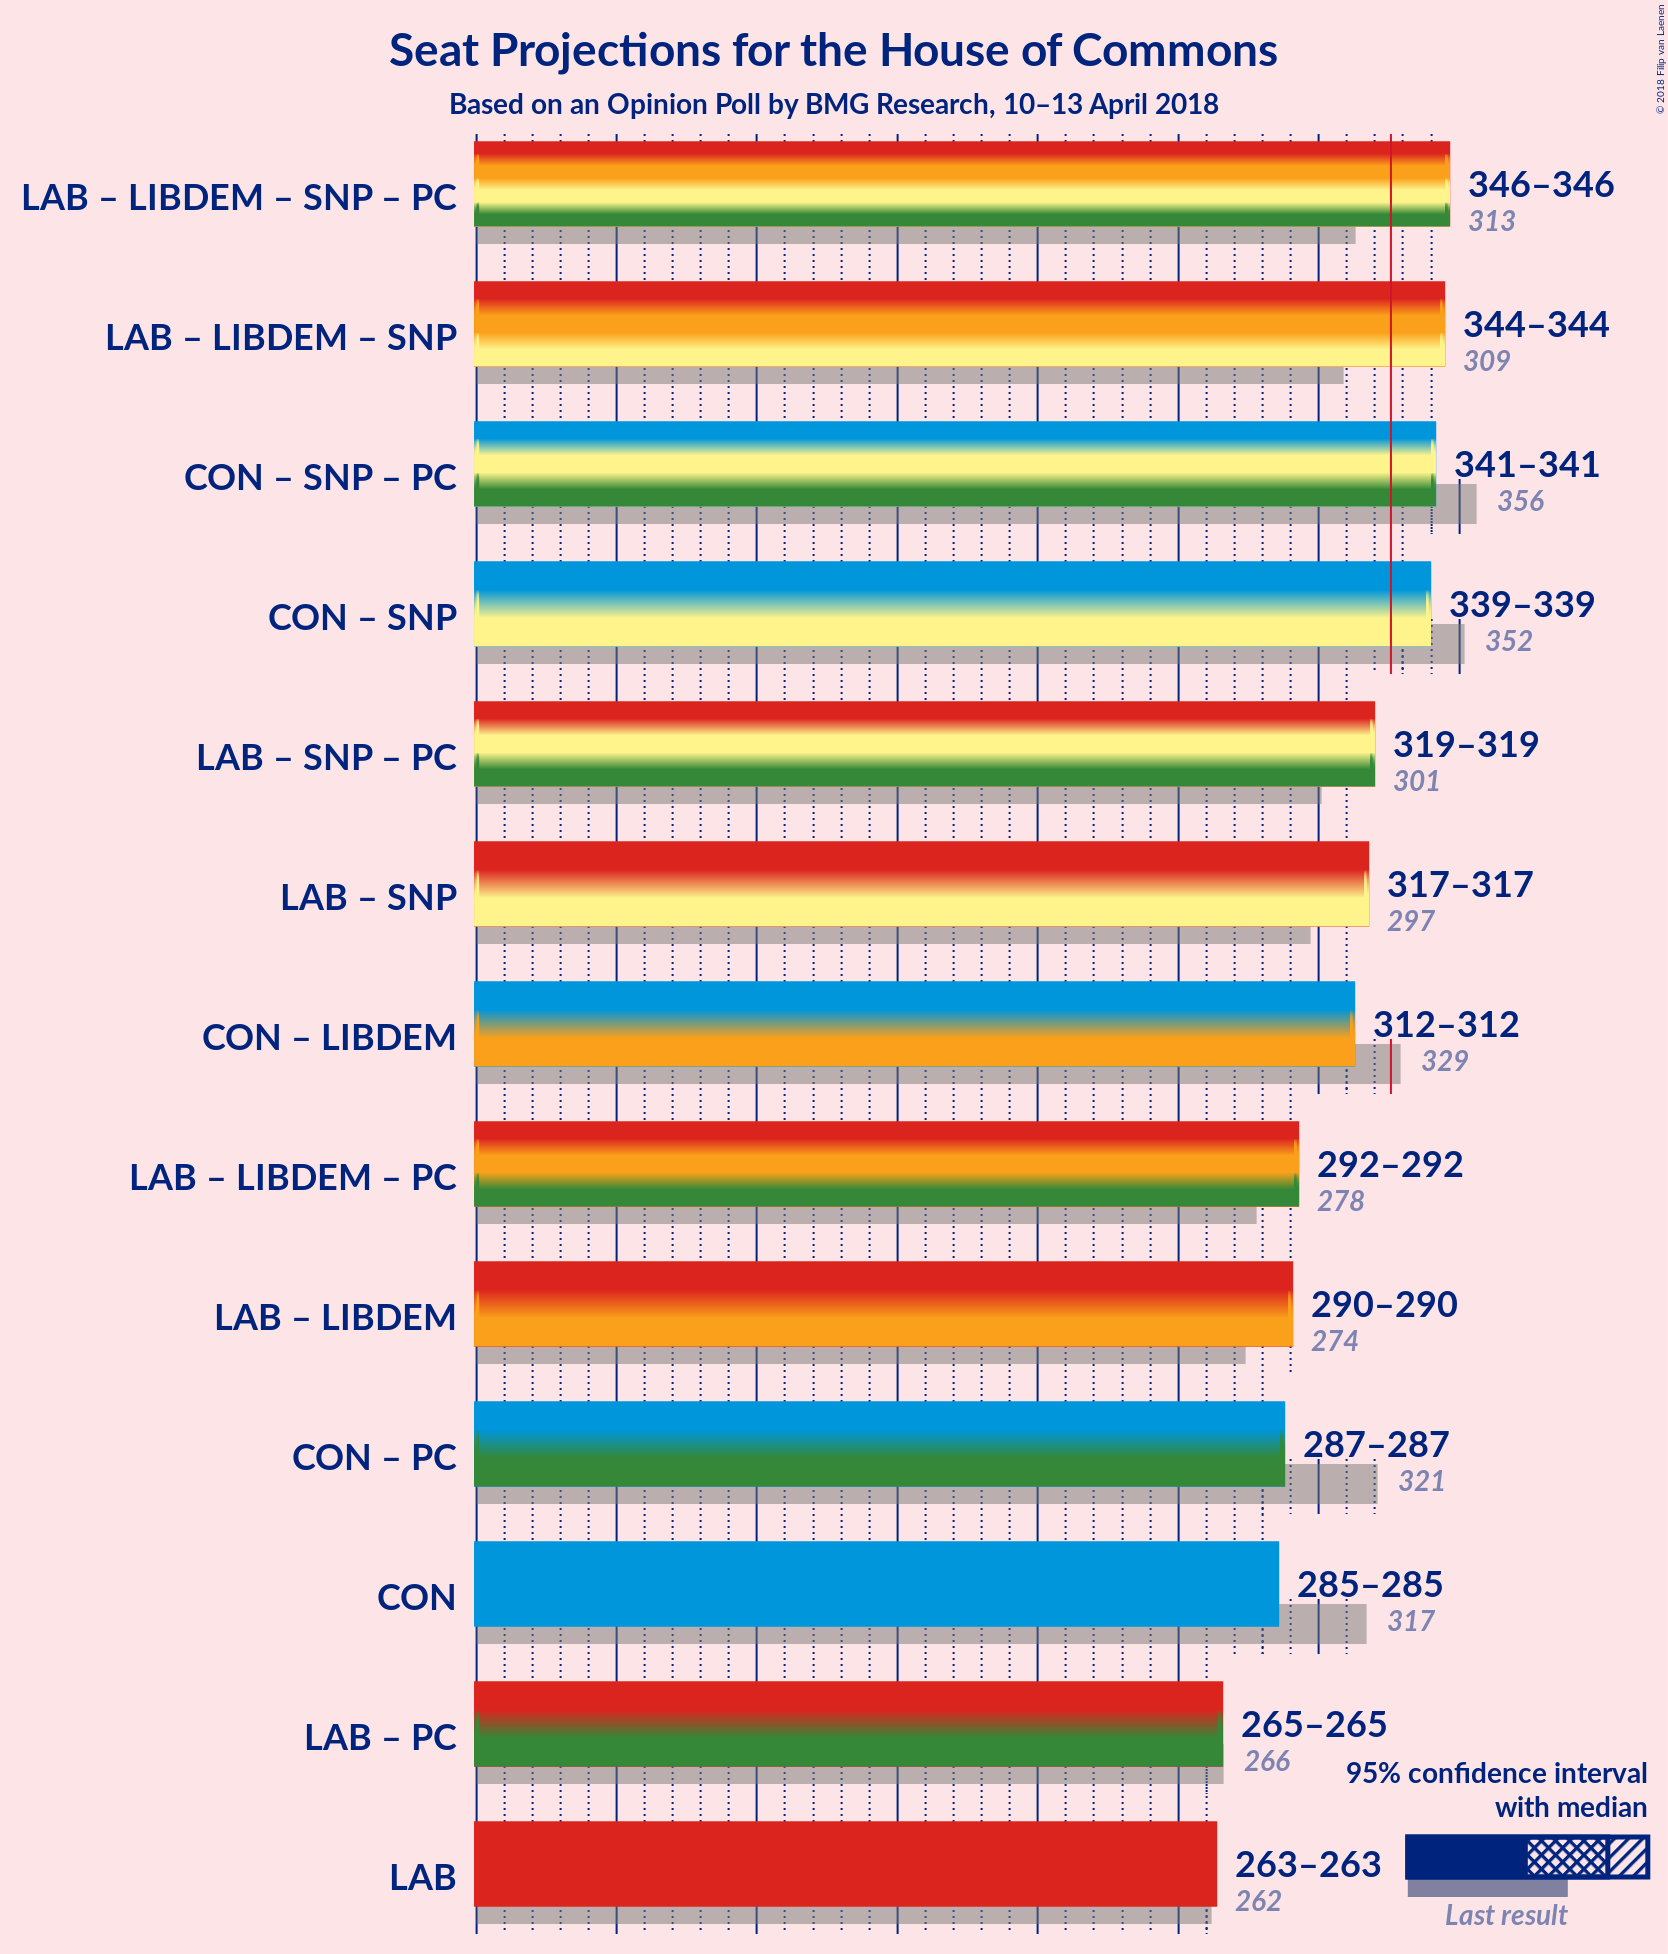 Seat Projections for the House of Commons
Based on an Opinion Poll by BMG Research, 10–13 April 2018
© 2018 Filip van Laenen
LAB – LIBDEM – SNP – PC
346–346
313
LAB – LIBDEM – SNP
344–344
309
CON – SNP – PC
341–341
356
CON – SNP
339–339
352
LAB – SNP – PC
319–319
301
LAB – SNP
317–317
297
CON – LIBDEM
312–312
329
LAB – LIBDEM – PC
292–292
278
LAB – LIBDEM
290–290
274
CON – PC
287–287
321
CON
285–285
317
LAB – PC
265–265
266
LAB
263–263
262
95% confidence interval
with median
Last result